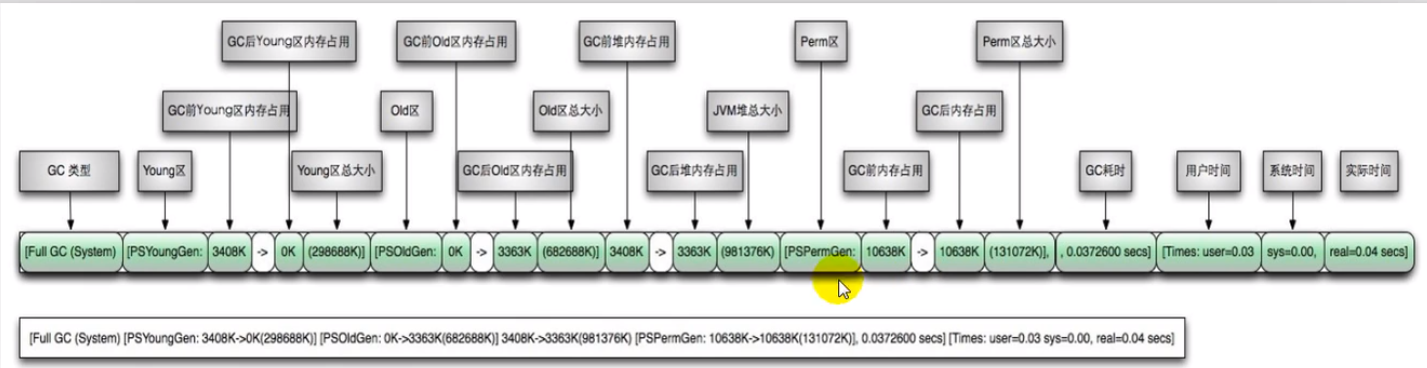 GC后Young区内存占用 GC前Old区内存占用 GC前堆内存占用 Perm区 Perm区总大小
GC前Young区内存占用 Old区 Old区总大小 JVM堆总大小 GC后内存占用
GC 类型 Young区 Young区总大小 GC后Old区内存占用 GC后堆内存占用 GC前内存占用 GC耗时 用户时间 系统时间 实际时间
[Full GC (System) [PSYoungGen: 3408K -> 0K (298688K)] [PSOldGen: 0K -> 3363K (682688K)] 3408K -> 3363K (981376K) [PSPermGen: 10638K -> 10638K (131072K)], , 0.0372600 secs] [Times: user=0.03 sys=0.00, real=0.04 secs]
[Full GC (System) [PSYoungGen: 3408K->0K(298688K)] [PSOldGen: 0K->3363K(682688K)] 3408K->3363K(981376K) [PSPermGen: 10638K->10638K(131072K)], 0.0372600 secs] [Times: user=0.03 sys=0.00, real=0.04 secs]